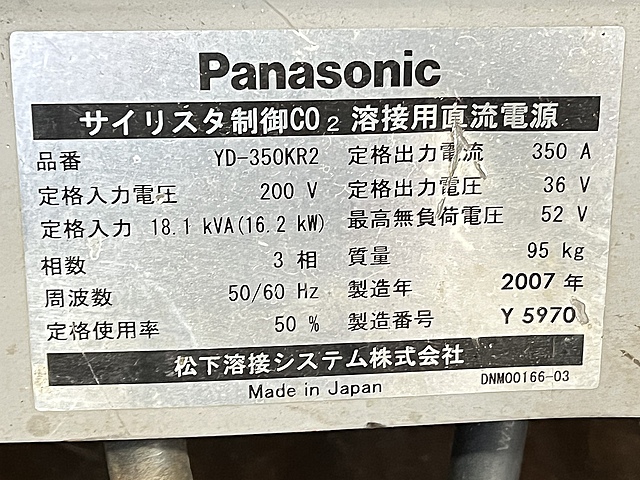 Panasonic
サイリスタ制御CO₂溶接用直流電源
品番 YD-350KR2 定格出力電流 350 A
定格入力電圧 200 V 定格出力電圧 36 V
定格入力 18.1 kVA(16.2 kW) 最高無負荷電圧 52 V
相数 3 相 質量 95 kg
周波数 50/60 Hz 製造年 2007 年
定格使用率 50 % 製造番号 Y 5970
松下溶接システム株式会社
Made in Japan DNM00166-03